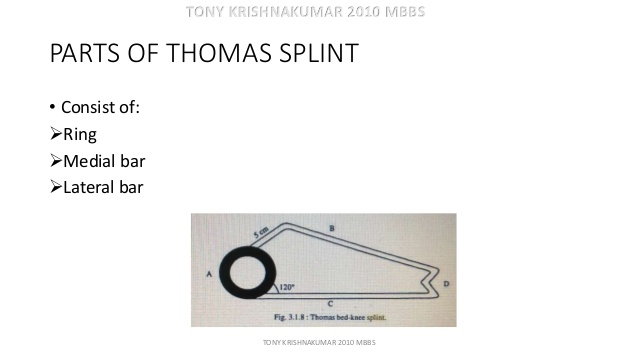 TONY KRISHNAKUMAR 2010 MBBS
PARTS OF THOMAS SPLINT
• Consist of:
➢Ring
➢Medial bar
➢Lateral bar
5 cm
B
A
120°
D
C
Fig. 3.1.8 : Thomas bed-knee splint.
TONY KRISHNAKUMAR 2010 MBBS